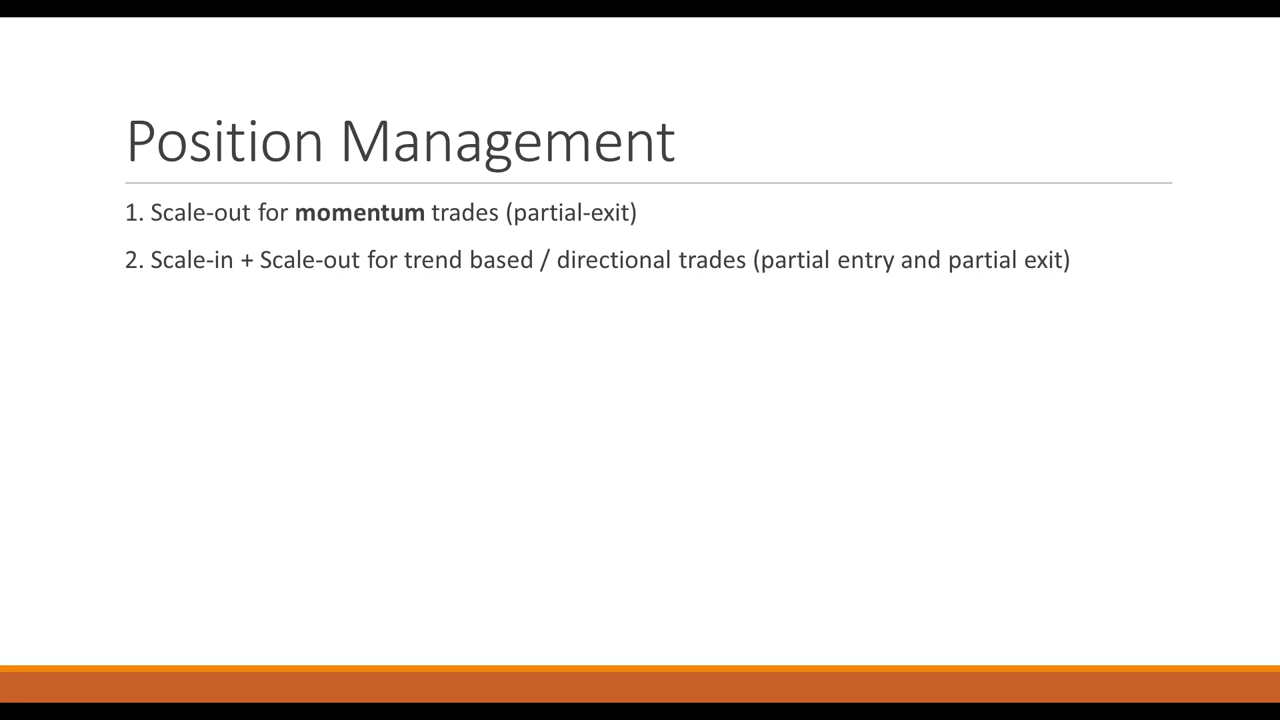 Position Management
1. Scale-out for momentum trades (partial-exit)
2. Scale-in + Scale-out for trend based / directional trades (partial entry and partial exit)